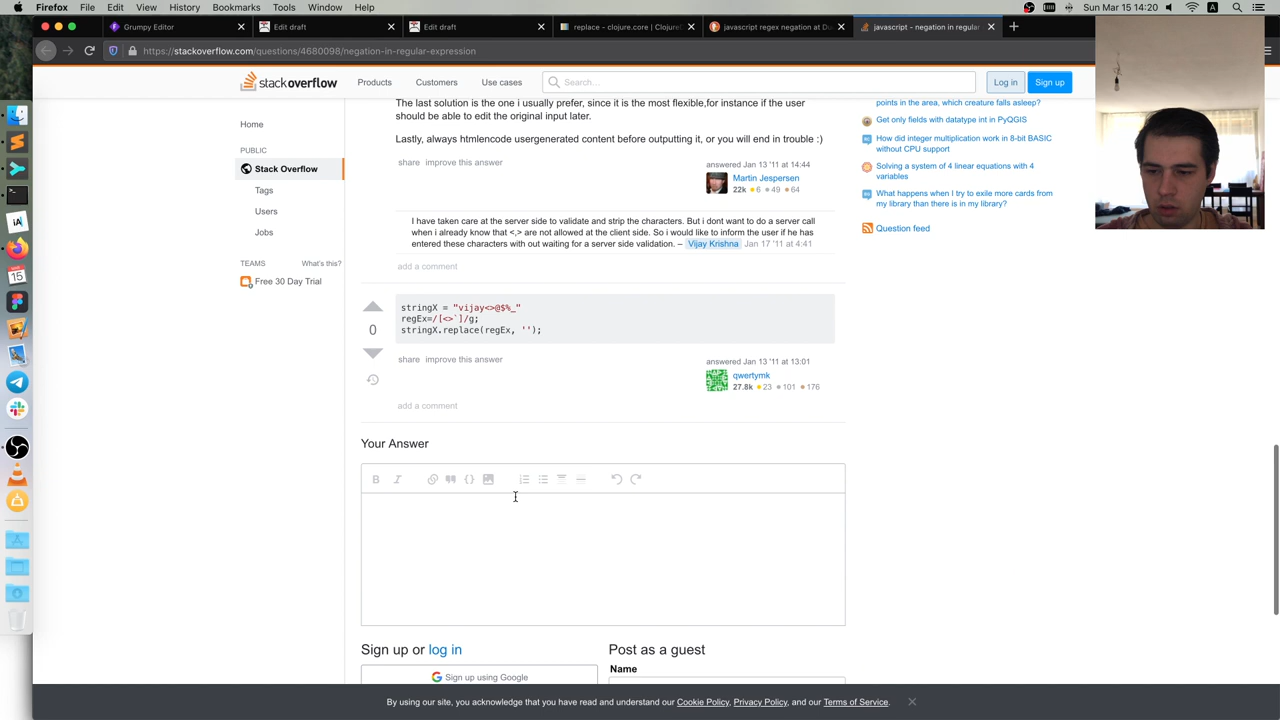 Firefox File Edit View History Bookmarks Tools Window Help
Sun Mar 15 14:20
Grumpy Editor
Edit draft
Edit draft
replace - clojure.core | Clojure
javascript regex negation at Du
javascript - negation in regular
https://stackoverflow.com/questions/4680098/negation-in-regular-expression
stackoverflow
Products
Customers
Use cases
Search...
Log in
Sign up
Home
PUBLIC
Stack Overflow
Tags
Users
Jobs
TEAMS
What's this?
Free 30 Day Trial
The last solution is the one i usually prefer, since it is the most flexible,for instance if the user
should be able to edit the original input later.
Lastly, always htmlencode usergenerated content before outputting it, or you will end in trouble :)
share improve this answer
answered Jan 13 '11 at 14:44
Martin Jespersen
22k 6 49 64
I have taken care at the server side to validate and strip the characters. But i dont want to do a server call
when i already know that <,> are not allowed at the client side. So i would like to inform the user if he has
entered these characters with out waiting for a server side validation. – Vijay Krishna Jan 17 '11 at 4:41
add a comment
0
stringX = "vijay<>@$%_"
regEx=/[<>`]/g;
stringX.replace(regEx, '');
share improve this answer
answered Jan 13 '11 at 13:01
qwertymk
27.8k 23 101 176
add a comment
Your Answer
B I
Sign up or log in
Sign up using Google
Post as a guest
Name
points in the area, which creature falls asleep?
Get only fields with datatype int in PyQGIS
How did integer multiplication work in 8-bit BASIC
without CPU support
Solving a system of 4 linear equations with 4
variables
What happens when I try to exile more cards from
my library than there is in my library?
Question feed
By using our site, you acknowledge that you have read and understand our Cookie Policy, Privacy Policy, and our Terms of Service.
iA
15